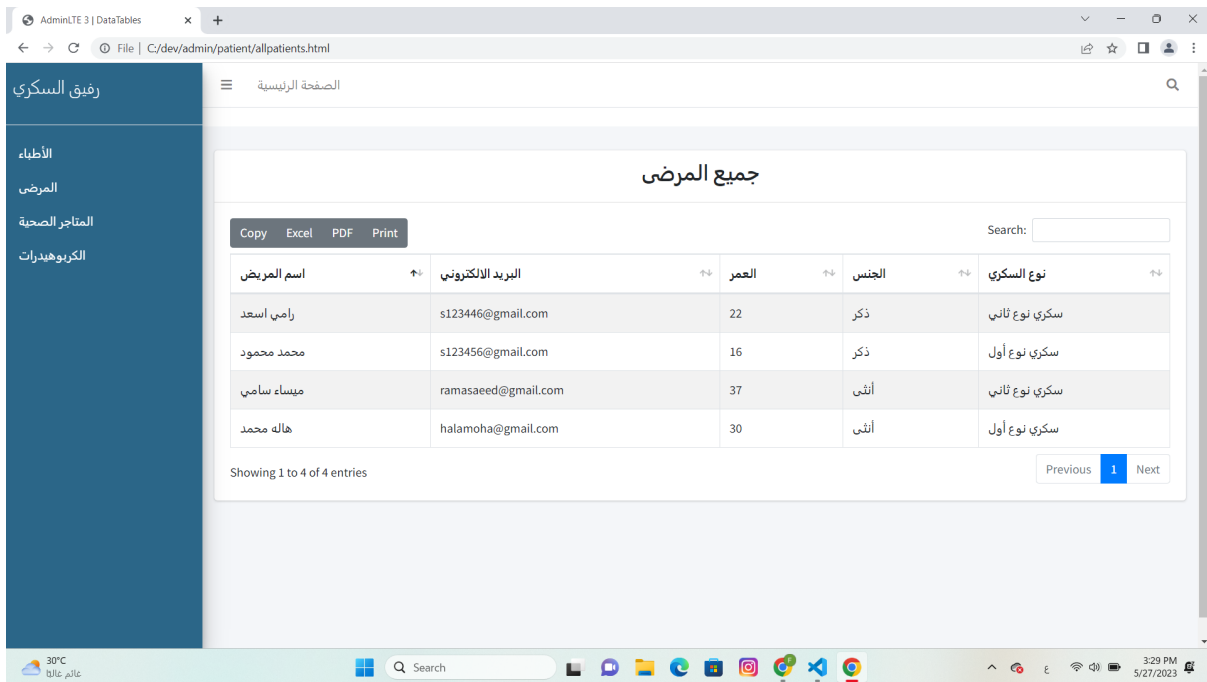 AdminLTE 3 | DataTables
File | C:/dev/admin/patient/allpatients.html
رفيق السكري
الصفحة الرئيسية
الأطباء
المرضى
المتاجر الصحية
الكربوهيدرات
جميع المرضى
Copy Excel PDF Print
Search:
اسم المريض البريد الالكتروني العمر الجنس نوع السكري
رامي اسعد s123446@gmail.com 22 ذكر سكري نوع ثاني
محمد محمود s123456@gmail.com 16 ذكر سكري نوع أول
ميساء سامي ramasaeed@gmail.com 37 أنثى سكري نوع ثاني
هاله محمد halamoha@gmail.com 30 أنثى سكري نوع أول
Showing 1 to 4 of 4 entries
Previous 1 Next
30°C
غائم غالبًا
Search
ع
3:29 PM
5/27/2023